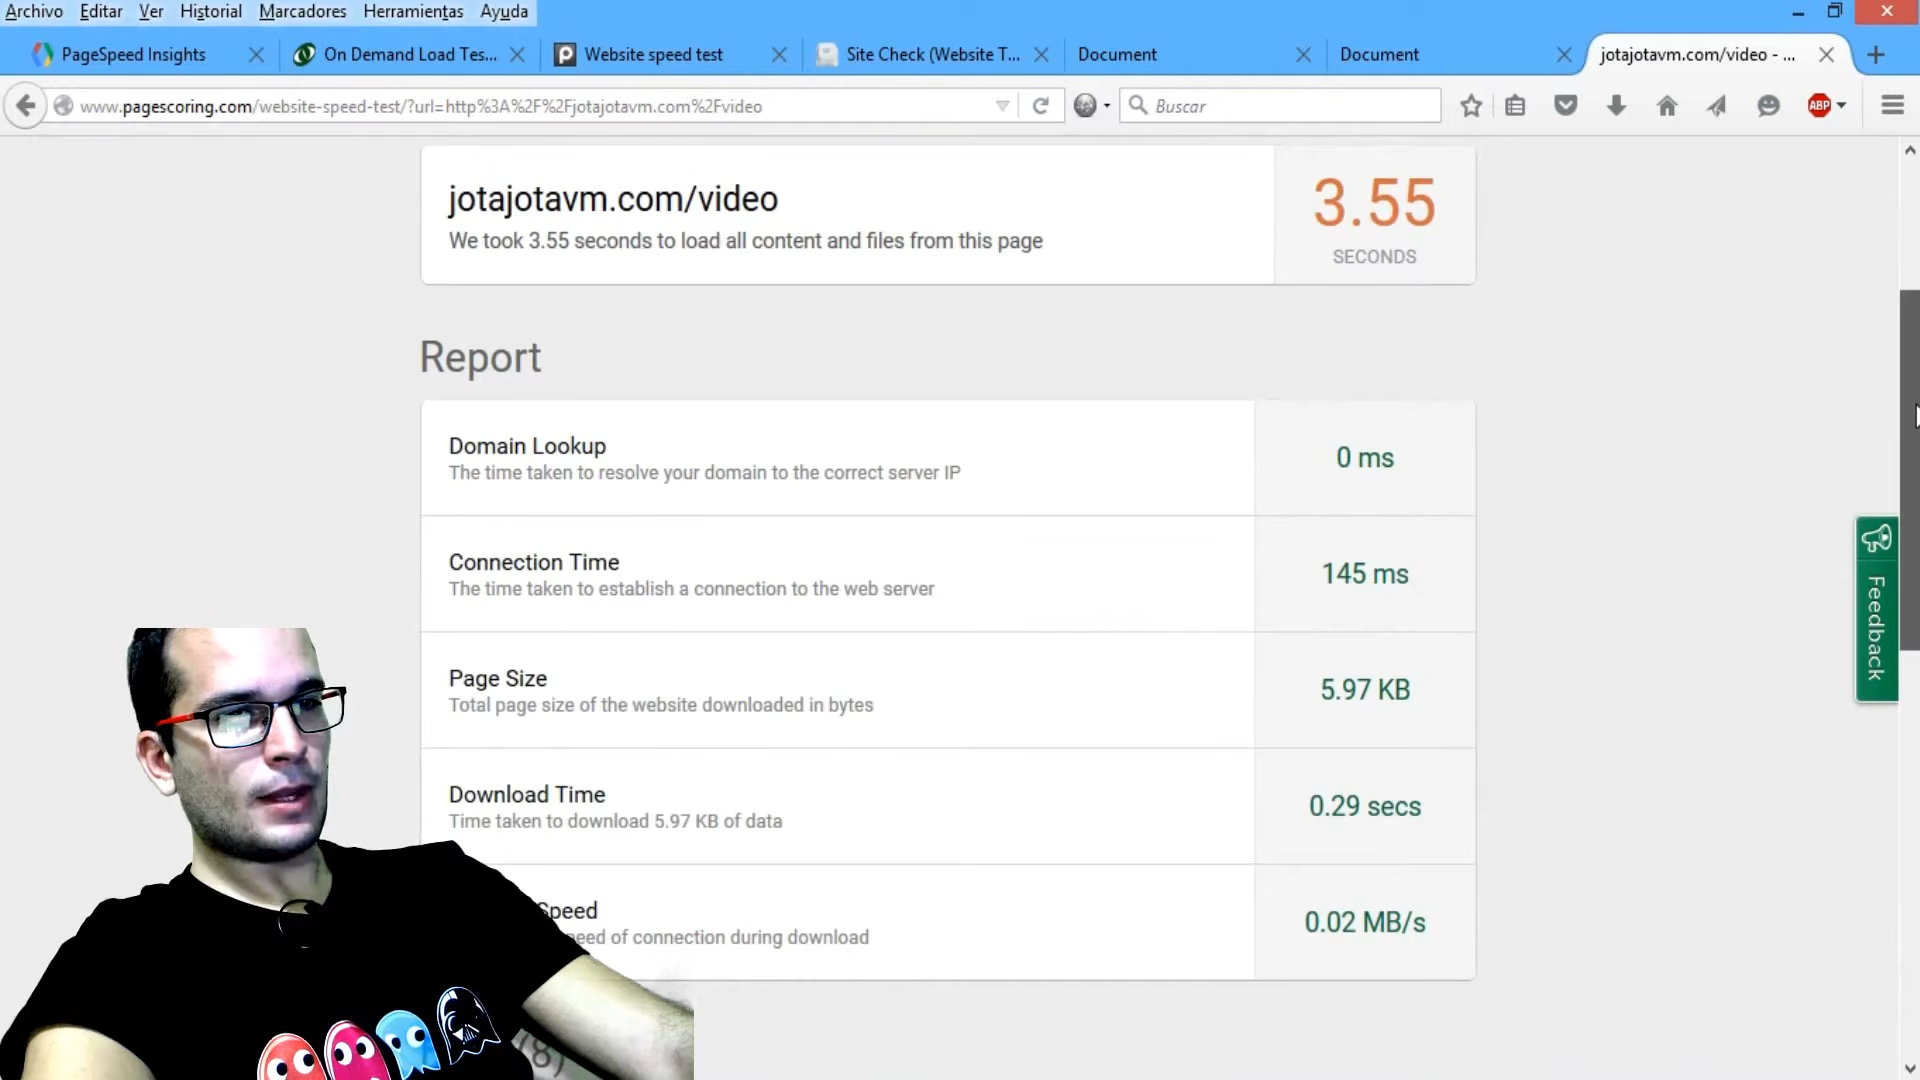 Archivo Editar Ver Historial Marcadores Herramientas Ayuda
PageSpeed Insights
On Demand Load Tes...
Website speed test
Site Check (Website T...
Document
Document
jotajotavm.com/video - ...
www.pagescoring.com/website-speed-test/?url=http%3A%2F%2Fjotajotavm.com%2Fvideo
Buscar
ABP
jotajotavm.com/video
We took 3.55 seconds to load all content and files from this page
3.55
SECONDS
Report
Domain Lookup
The time taken to resolve your domain to the correct server IP
0 ms
Connection Time
The time taken to establish a connection to the web server
145 ms
Page Size
Total page size of the website downloaded in bytes
5.97 KB
Download Time
Time taken to download 5.97 KB of data
0.29 secs
Speed
of connection during download
0.02 MB/s
Feedback